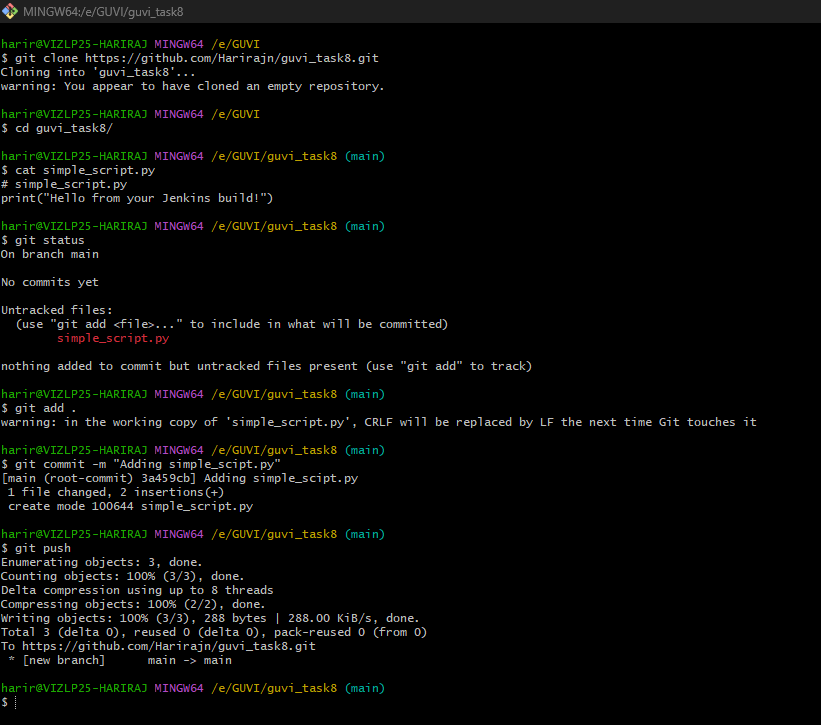 MINGW64:/e/GUVI/guvi_task8
harir@VIZLP25-HARIRAJ MINGW64 /e/GUVI
$ git clone https://github.com/Harirajn/guvi_task8.git
Cloning into 'guvi_task8'...
warning: You appear to have cloned an empty repository.
harir@VIZLP25-HARIRAJ MINGW64 /e/GUVI
$ cd guvi_task8/
harir@VIZLP25-HARIRAJ MINGW64 /e/GUVI/guvi_task8 (main)
$ cat simple_script.py
# simple_script.py
print("Hello from your Jenkins build!")
harir@VIZLP25-HARIRAJ MINGW64 /e/GUVI/guvi_task8 (main)
$ git status
On branch main
No commits yet
Untracked files:
(use "git add <file>..." to include in what will be committed)
simple_script.py
nothing added to commit but untracked files present (use "git add" to track)
harir@VIZLP25-HARIRAJ MINGW64 /e/GUVI/guvi_task8 (main)
$ git add .
warning: in the working copy of 'simple_script.py', CRLF will be replaced by LF the next time Git touches it
harir@VIZLP25-HARIRAJ MINGW64 /e/GUVI/guvi_task8 (main)
$ git commit -m "Adding simple_scipt.py"
[main (root-commit) 3a459cb] Adding simple_scipt.py
1 file changed, 2 insertions(+)
create mode 100644 simple_script.py
harir@VIZLP25-HARIRAJ MINGW64 /e/GUVI/guvi_task8 (main)
$ git push
Enumerating objects: 3, done.
Counting objects: 100% (3/3), done.
Delta compression using up to 8 threads
Compressing objects: 100% (2/2), done.
Writing objects: 100% (3/3), 288 bytes | 288.00 KiB/s, done.
Total 3 (delta 0), reused 0 (delta 0), pack-reused 0 (from 0)
To https://github.com/Harirajn/guvi_task8.git
* [new branch] main -> main
harir@VIZLP25-HARIRAJ MINGW64 /e/GUVI/guvi_task8 (main)
$